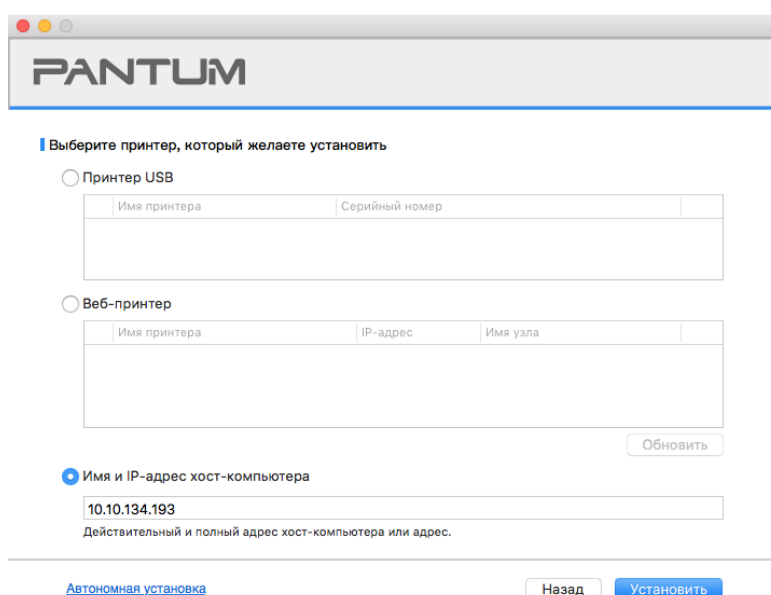 PANTUM
Выберите принтер, который желаете установить
Принтер USB
Имя принтера Серийный номер
Веб-принтер
Имя принтера IP-адрес Имя узла
Обновить
Имя и IP-адрес хост-компьютера
10.10.134.193
Действительный и полный адрес хост-компьютера или адрес.
Автономная установка Назад Установить